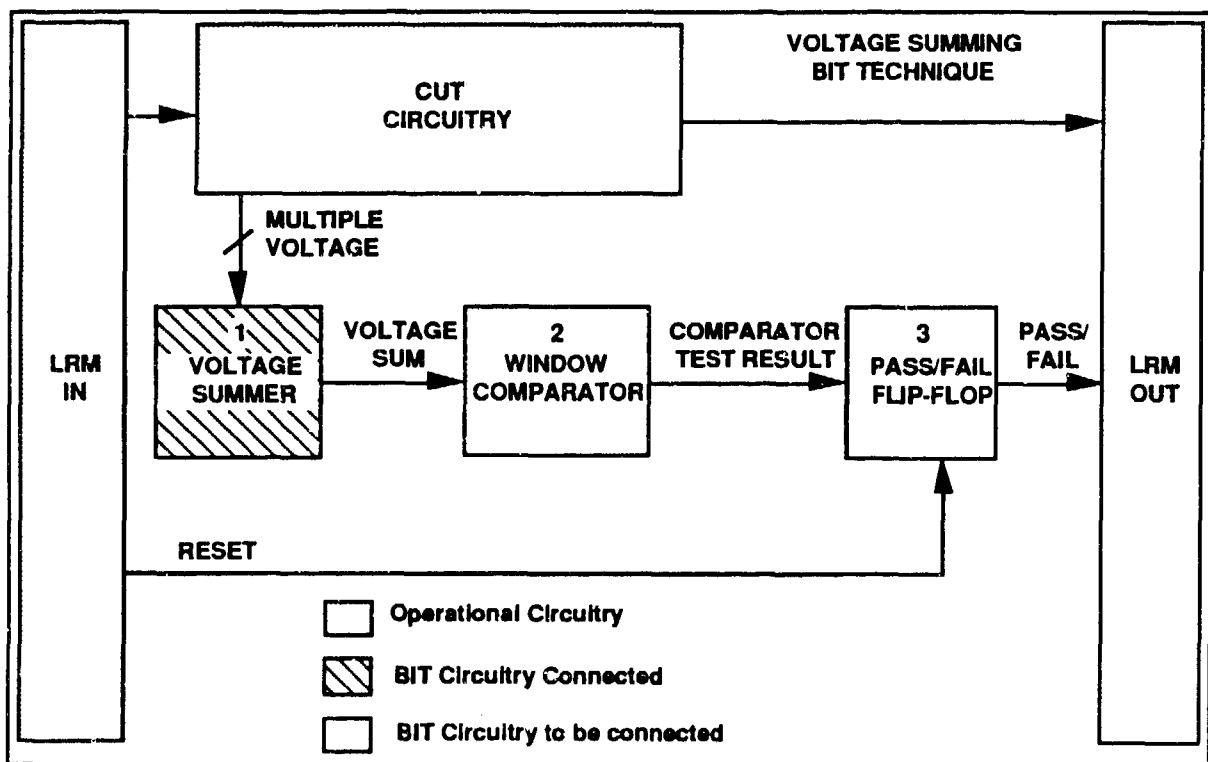 VOLTAGE SUMMING
BIT TECHNIQUE
CUT
CIRCUITRY
MULTIPLE
VOLTAGE
LRM
IN
1
VOLTAGE
SUMMER
VOLTAGE
SUM
2
WINDOW
COMPARATOR
COMPARATOR
TEST RESULT
3
PASS/FAIL
FLIP-FLOP
PASS/
FAIL
LRM
OUT
RESET
Operational Circuitry
BIT Circuitry Connected
BIT Circuitry to be connected